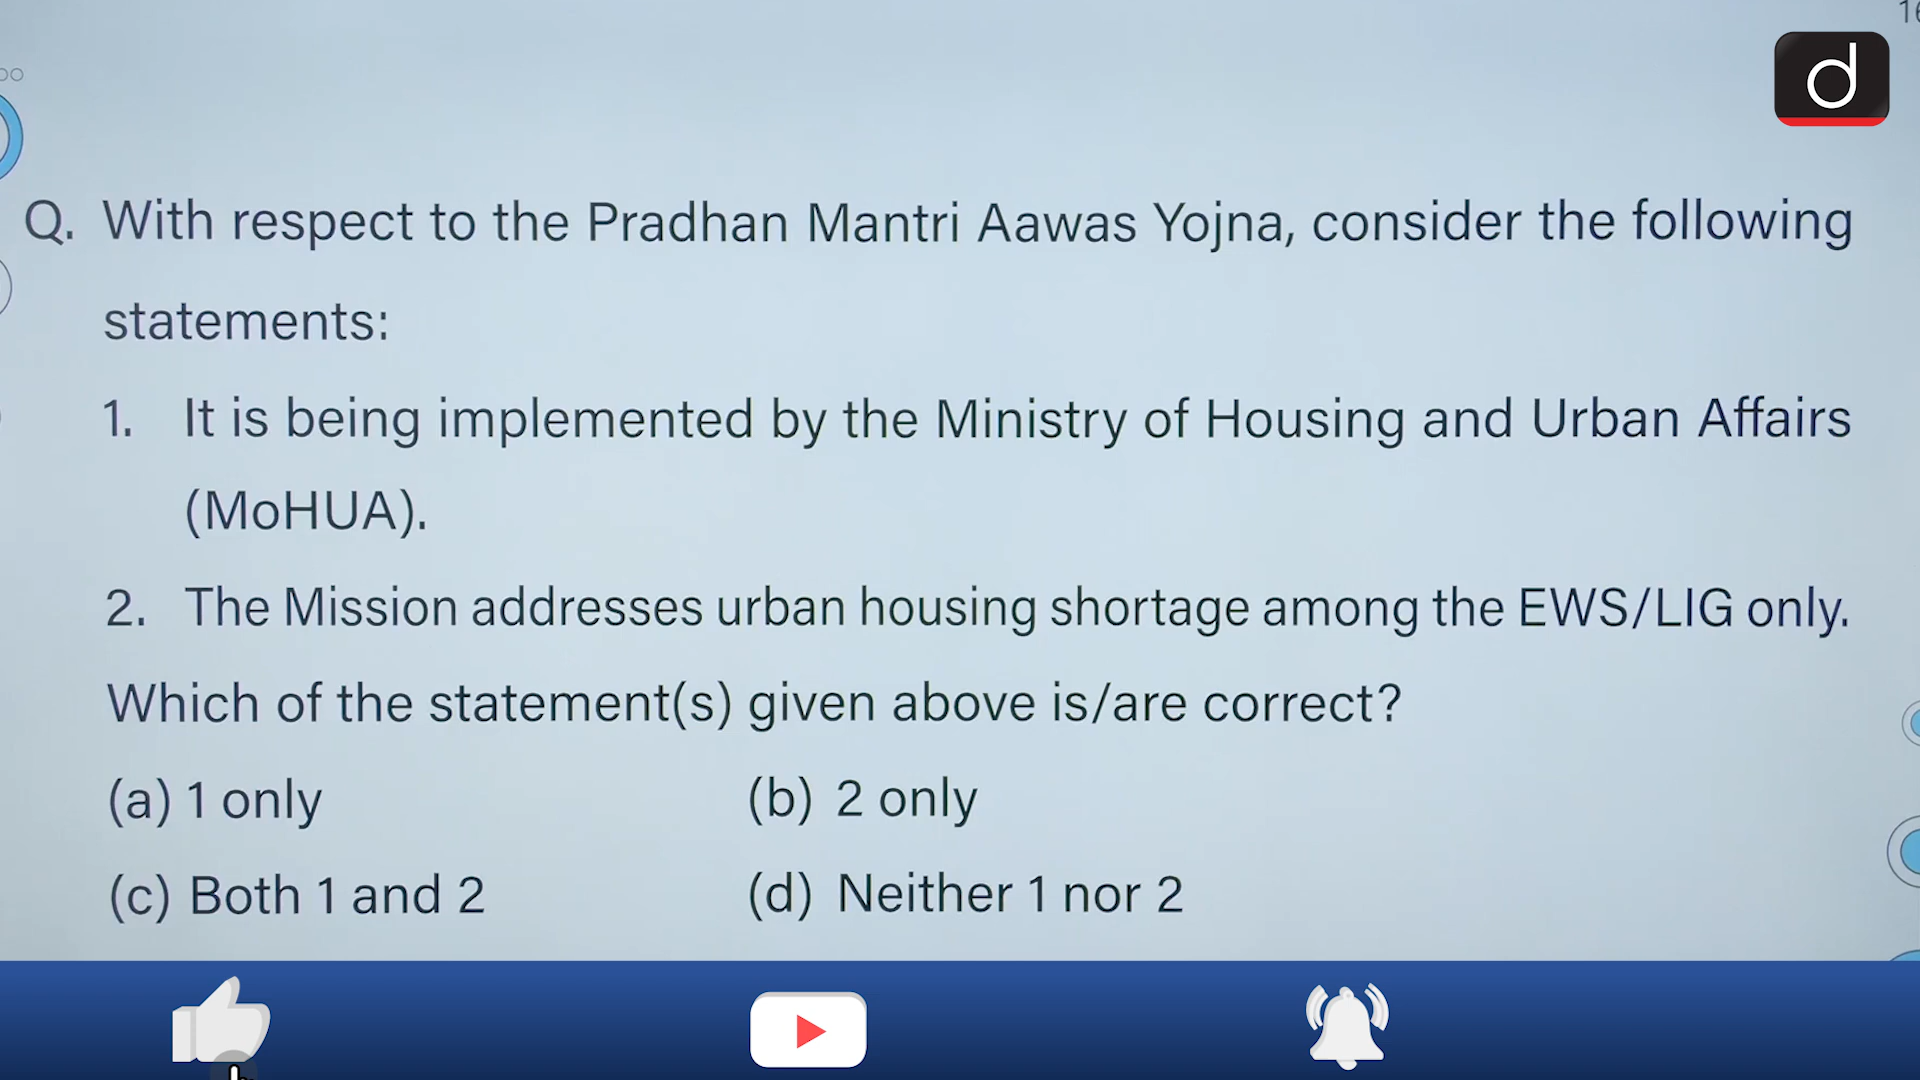 16
d
Q. With respect to the Pradhan Mantri Aawas Yojna, consider the following
statements:
1. It is being implemented by the Ministry of Housing and Urban Affairs
(MoHUA).
2. The Mission addresses urban housing shortage among the EWS/LIG only.
Which of the statement(s) given above is/are correct?
(a) 1 only (b) 2 only
(c) Both 1 and 2 (d) Neither 1 nor 2